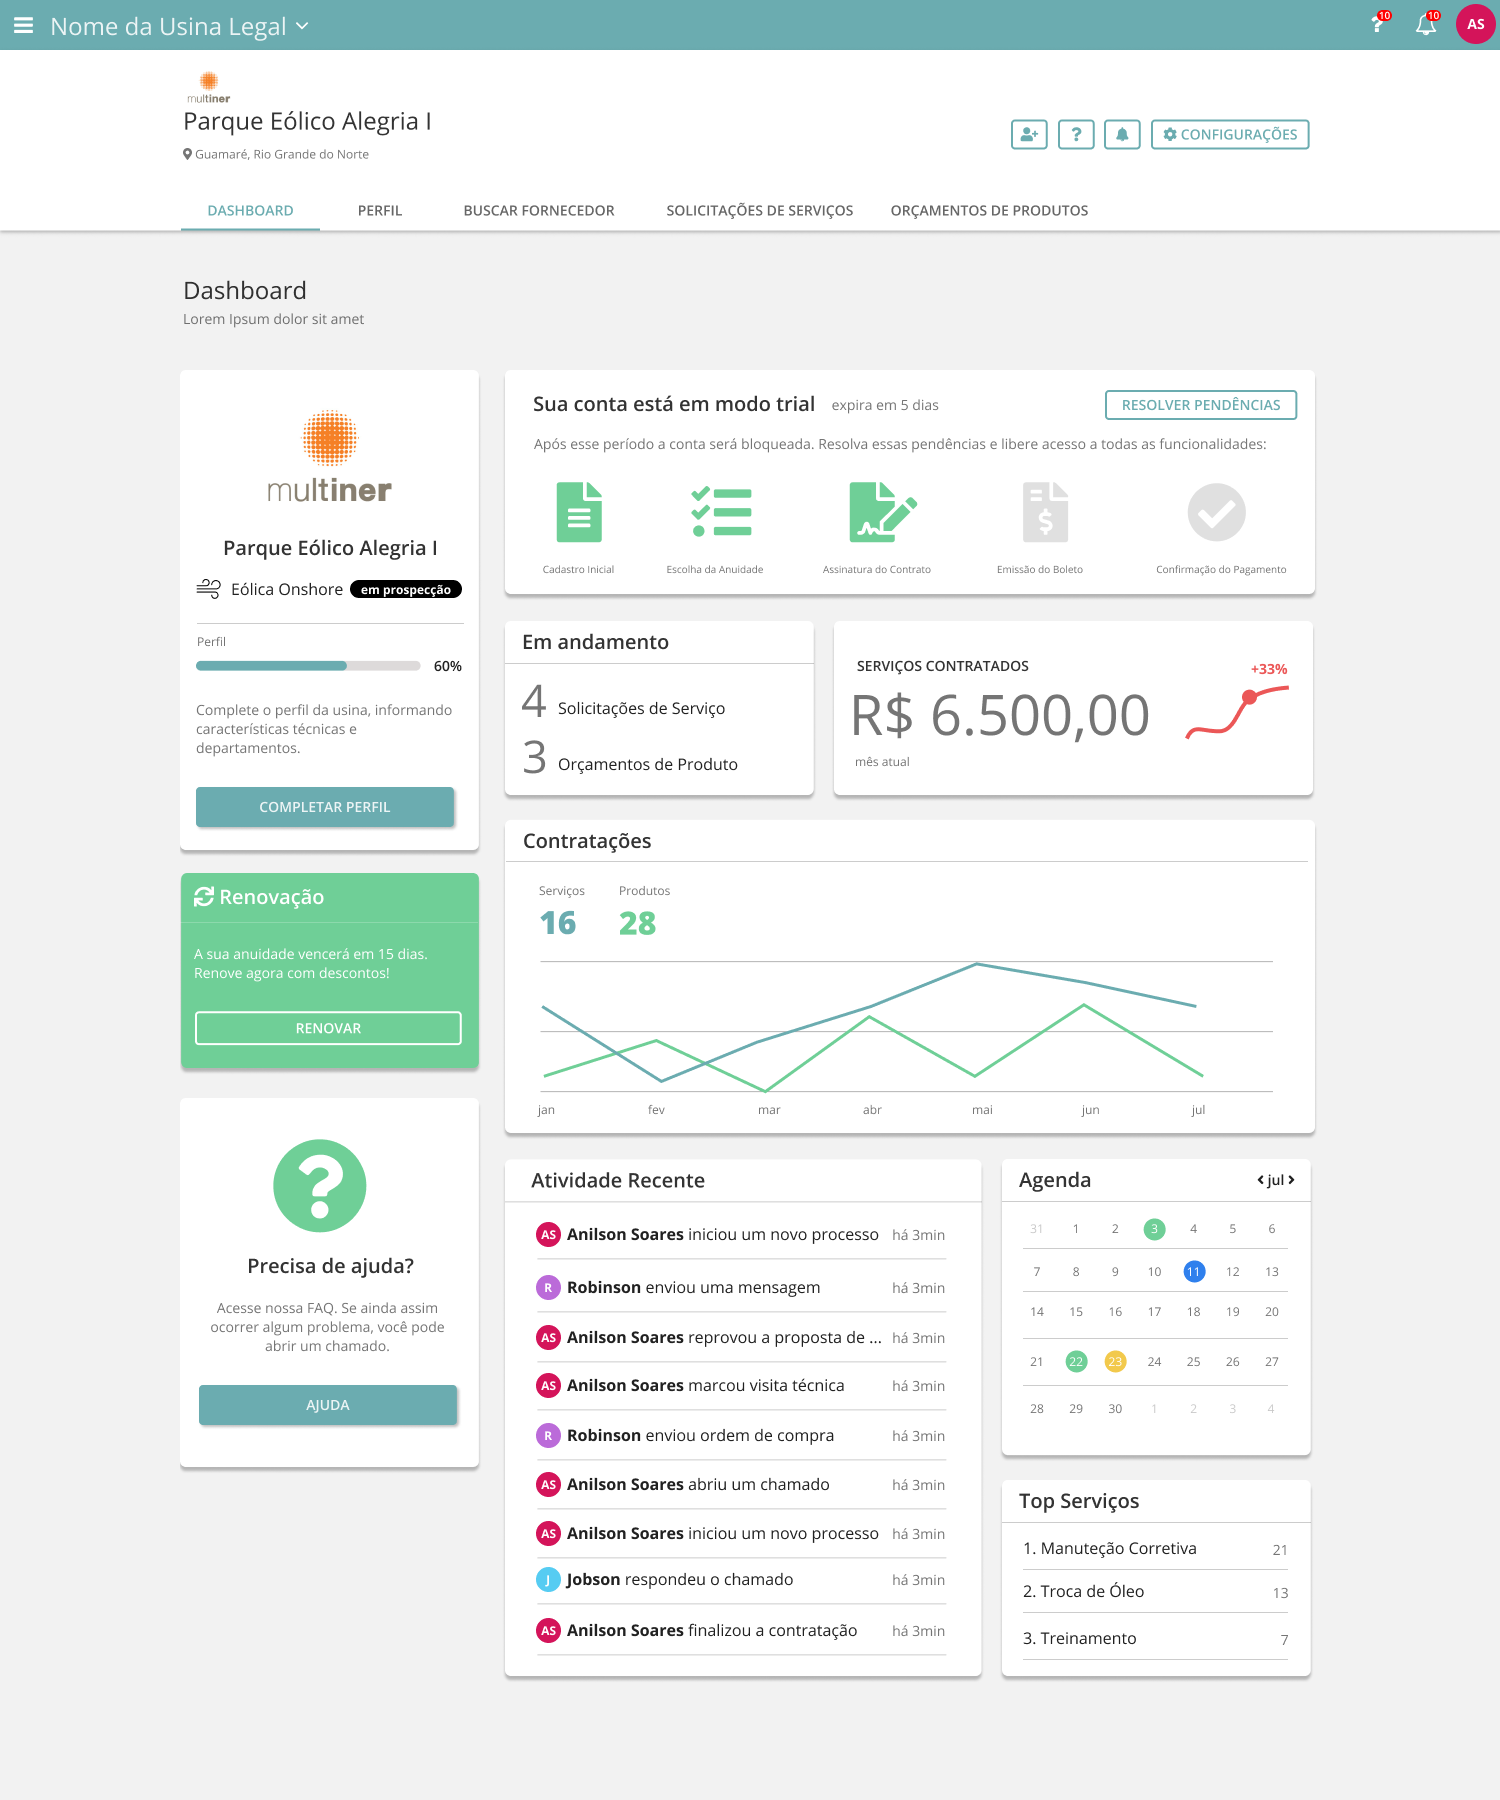 Nome da Usina Legal
10
10
AS
multiner
Parque Eólico Alegria I
Guamaré, Rio Grande do Norte
CONFIGURAÇÕES
DASHBOARD PERFIL BUSCAR FORNECEDOR SOLICITAÇÕES DE SERVIÇOS ORÇAMENTOS DE PRODUTOS
Dashboard
Lorem Ipsum dolor sit amet
multiner
Parque Eólico Alegria I
Eólica Onshore em prospecção
Perfil
60%
Complete o perfil da usina, informando
características técnicas e
departamentos.
COMPLETAR PERFIL
Renovação
A sua anuidade vencerá em 15 dias.
Renove agora com descontos!
RENOVAR
Precisa de ajuda?
Acesse nossa FAQ. Se ainda assim
ocorrer algum problema, você pode
abrir um chamado.
AJUDA
Sua conta está em modo trial expira em 5 dias
RESOLVER PENDÊNCIAS
Após esse período a conta será bloqueada. Resolva essas pendências e libere acesso a todas as funcionalidades:
Cadastro Inicial Escolha da Anuidade Assinatura do Contrato Emissão do Boleto Confirmação do Pagamento
Em andamento
4 Solicitações de Serviço
3 Orçamentos de Produto
SERVIÇOS CONTRATADOS
+33%
R$ 6.500,00
mês atual
Contratações
Serviços Produtos
16 28
jan fev mar abr mai jun jul
Atividade Recente
AS Anilson Soares iniciou um novo processo há 3min
R Robinson enviou uma mensagem há 3min
AS Anilson Soares reprovou a proposta de ... há 3min
AS Anilson Soares marcou visita técnica há 3min
R Robinson enviou ordem de compra há 3min
AS Anilson Soares abriu um chamado há 3min
AS Anilson Soares iniciou um novo processo há 3min
J Jobson respondeu o chamado há 3min
AS Anilson Soares finalizou a contratação há 3min
Agenda jul
31 1 2 3 4 5 6
7 8 9 10 11 12 13
14 15 16 17 18 19 20
21 22 23 24 25 26 27
28 29 30 1 2 3 4
Top Serviços
1. Manuteção Corretiva 21
2. Troca de Óleo 13
3. Treinamento 7